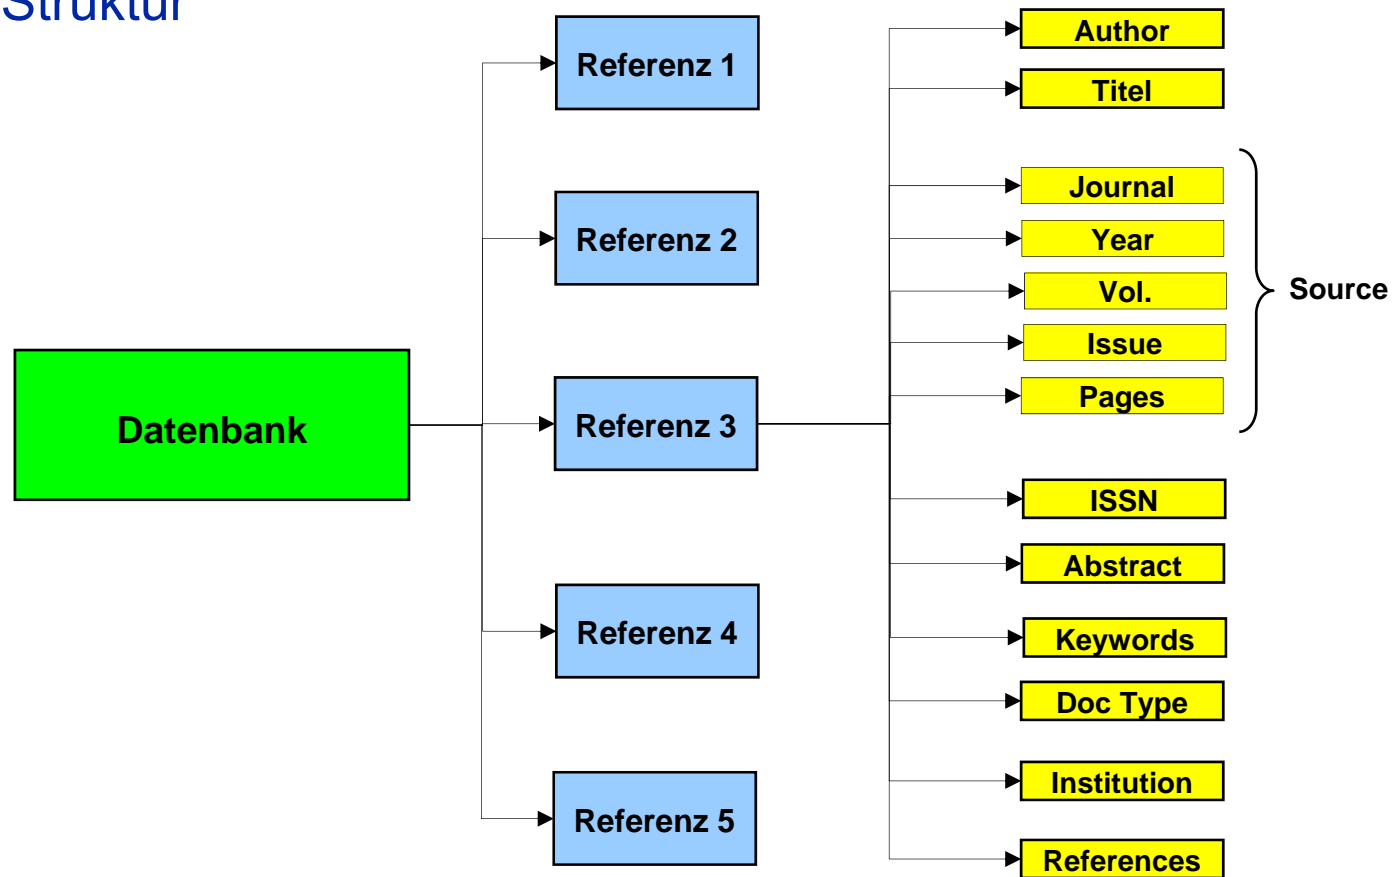 Struktur
Datenbank
Referenz 1
Referenz 2
Referenz 3
Referenz 4
Referenz 5
Author
Titel
Journal
Year
Vol.
Issue
Pages
Source
ISSN
Abstract
Keywords
Doc Type
Institution
References